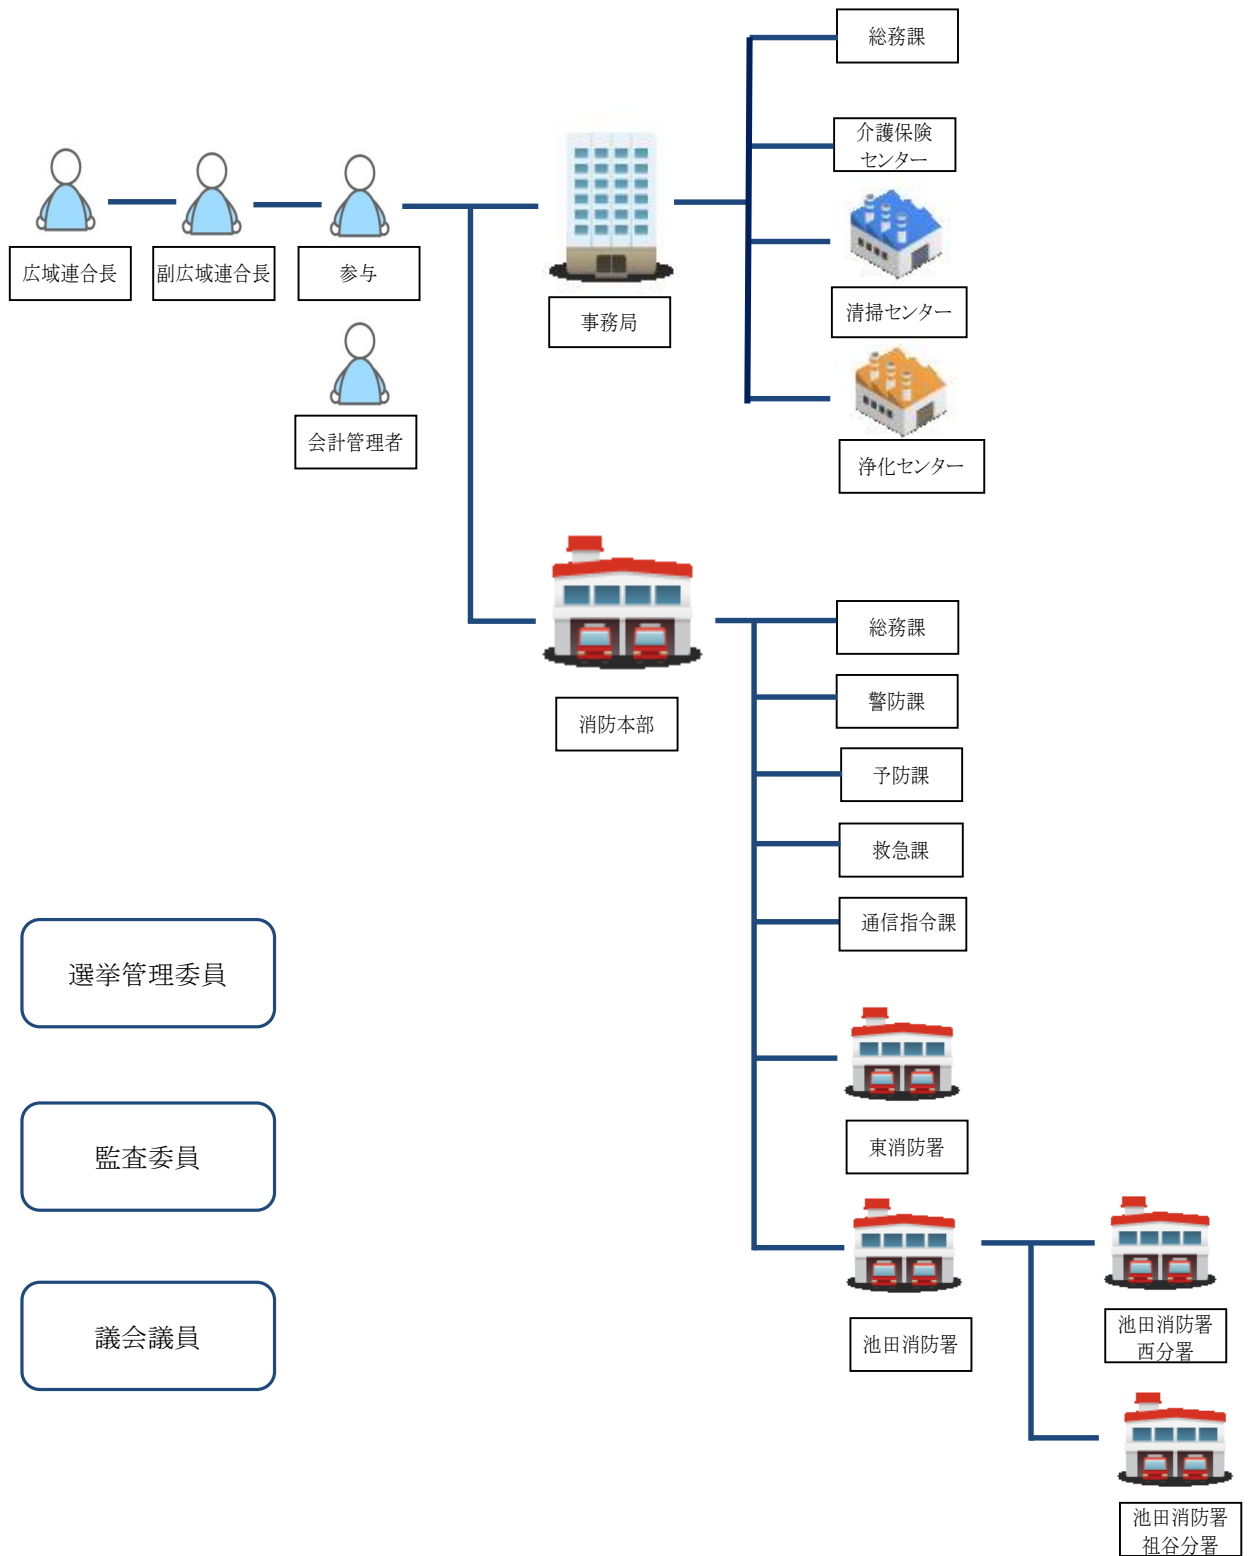 総務課
介護保険
センター
広域連合長
副広域連合長
参与
事務局
清掃センター
会計管理者
浄化センター
総務課
消防本部
警防課
予防課
救急課
通信指令課
選挙管理委員
監査委員
東消防署
議会議員
池田消防署
池田消防署
西分署
池田消防署
祖谷分署